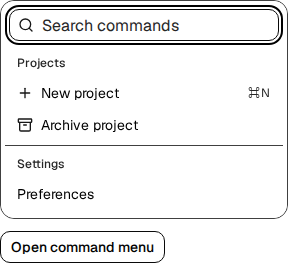 Search commands
Projects
New project ⌘N
Archive project
Settings
Preferences
Open command menu